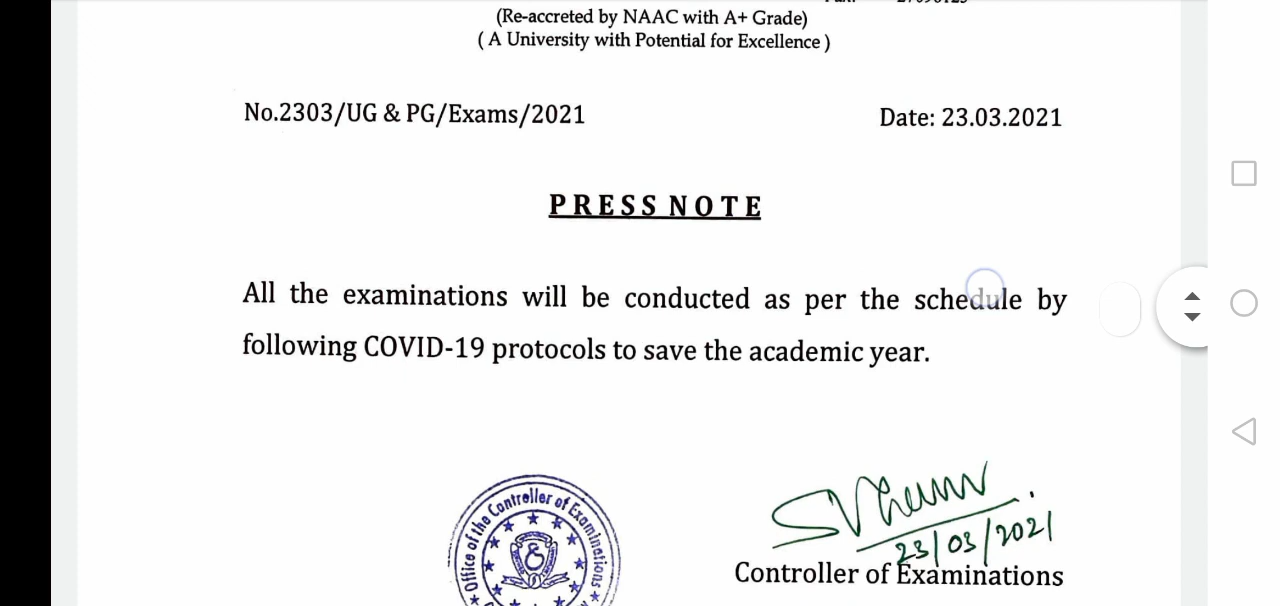 (Re-accreted by NAAC with A+ Grade)
( A University with Potential for Excellence )
No.2303/UG & PG/Exams/2021
Date: 23.03.2021
PRESS NOTE
All the examinations will be conducted as per the schedule by
following COVID-19 protocols to save the academic year.
Office of the Controller of Examinations
23/03/2021
Controller of Examinations